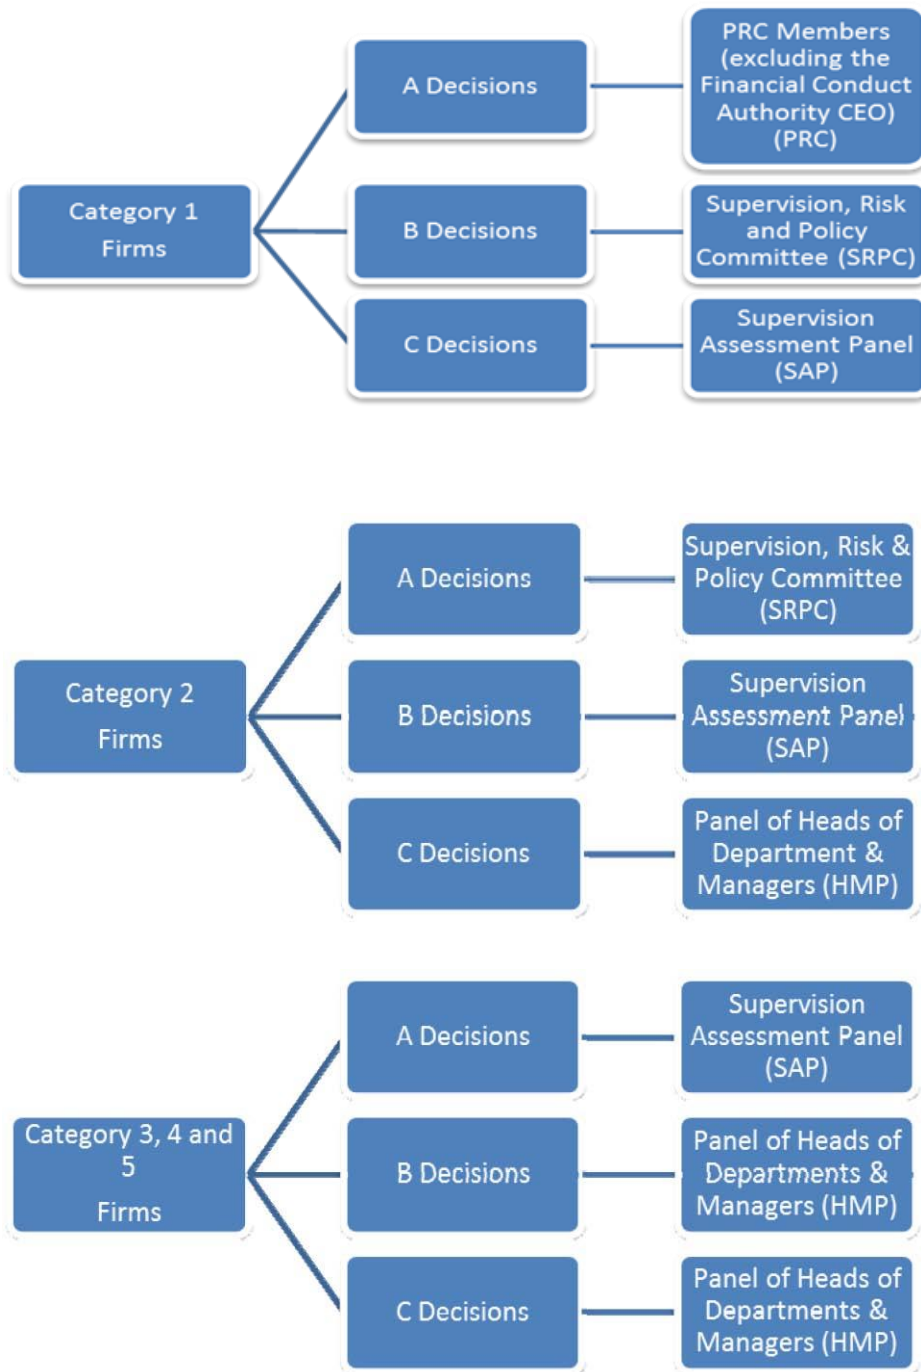 Category 1
Firms
A Decisions
PRC Members
(excluding the
Financial Conduct
Authority CEO)
(PRC)
B Decisions
Supervision, Risk
and Policy
Committee (SRPC)
C Decisions
Supervision
Assessment Panel
(SAP)
Category 2
Firms
A Decisions
Supervision, Risk &
Policy Committee
(SRPC)
B Decisions
Supervision
Assessment Panel
(SAP)
C Decisions
Panel of Heads of
Department &
Managers (HMP)
Category 3, 4 and
5
Firms
A Decisions
Supervision
Assessment Panel
(SAP)
B Decisions
Panel of Heads of
Departments &
Managers (HMP)
C Decisions
Panel of Heads of
Departments &
Managers (HMP)